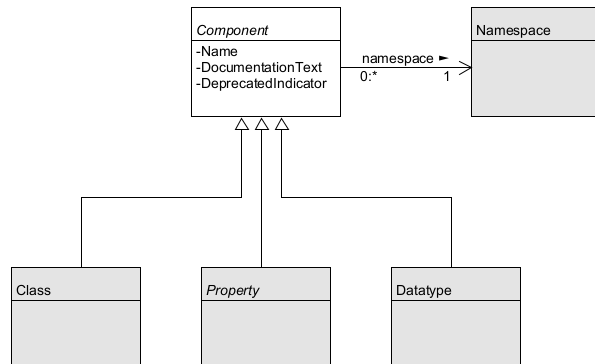 Component
-Name
-DocumentationText
-DeprecatedIndicator
namespace ►
0:* 1
Namespace
Class
Property
Datatype